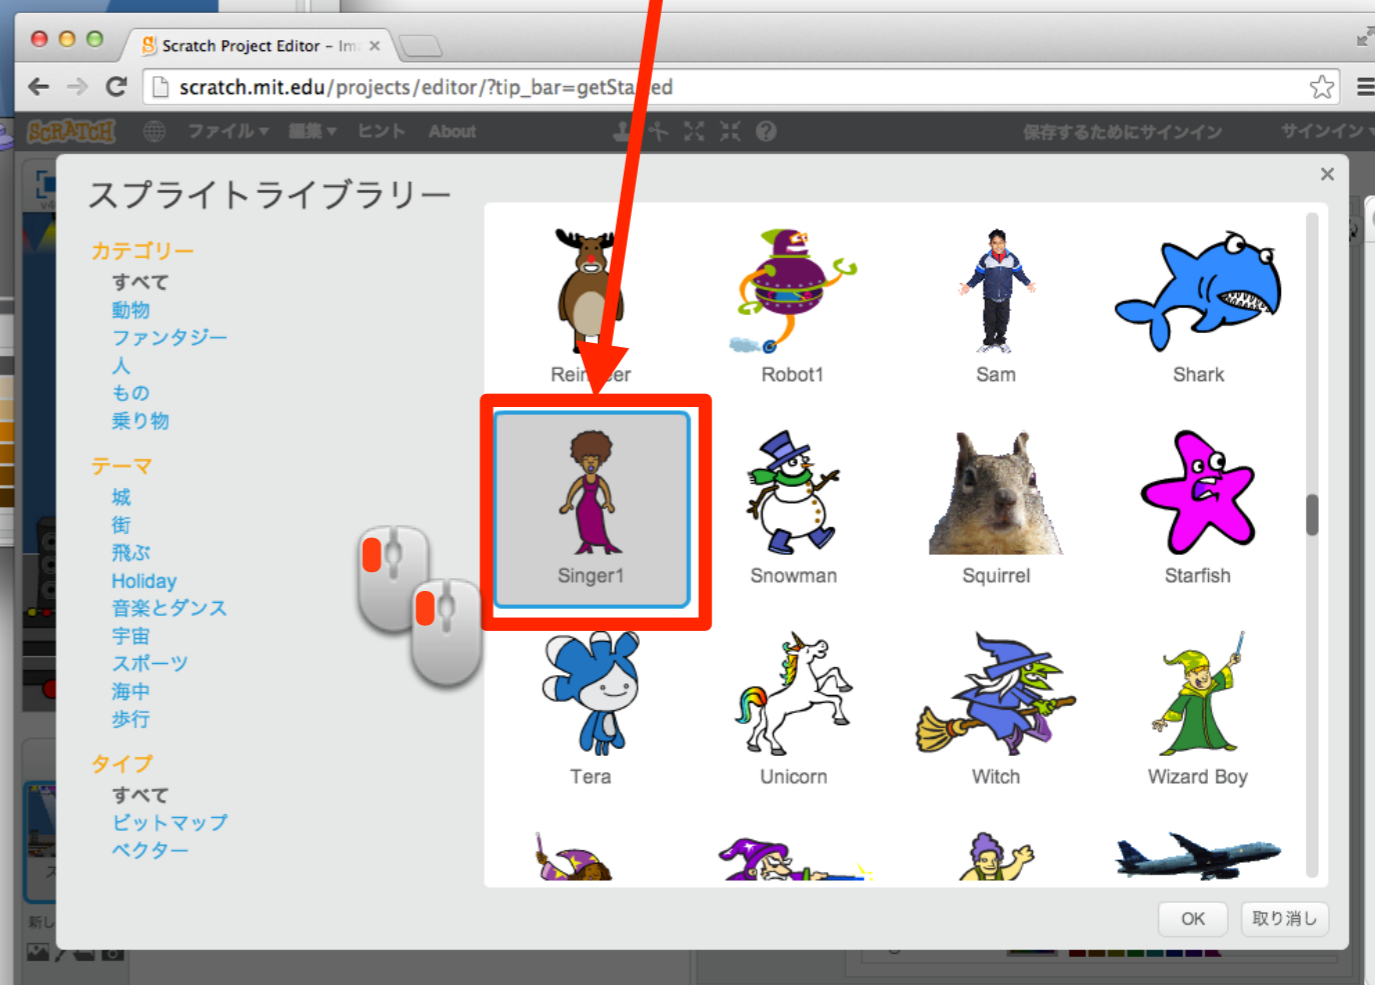 Scratch Project Editor – Im
scratch.mit.edu/projects/editor/?tip_bar=getSta ed
SCRATCH ファイル▼ 編集▼ ヒント About 保存するためにサインイン サインイン▼
スプライトライブラリー
カテゴリー
すべて
動物
ファンタジー
人
もの
乗り物
テーマ
城
街
飛ぶ
Holiday
音楽とダンス
宇宙
スポーツ
海中
歩行
タイプ
すべて
ビットマップ
ベクター
Rein eer Robot1 Sam Shark
Singer1 Snowman Squirrel Starfish
Tera Unicorn Witch Wizard Boy
OK 取り消し
新し